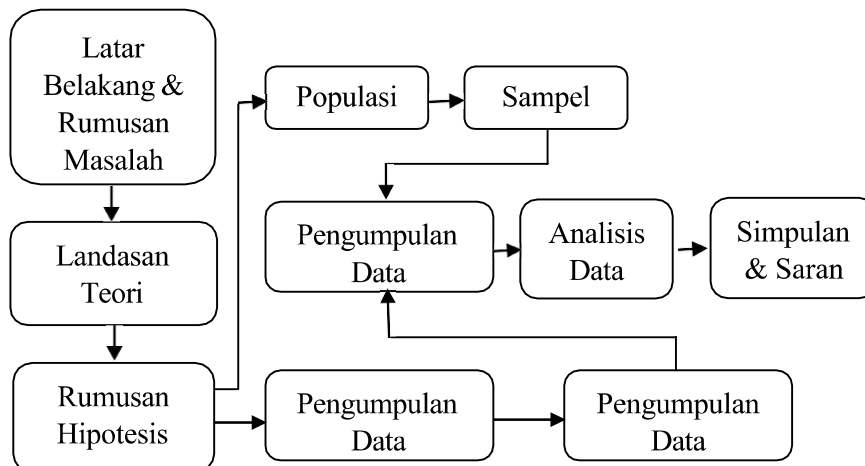 Latar
Belakang &
Rumusan
Masalah
Landasan
Teori
Rumusan
Hipotesis
Populasi
Sampel
Pengumpulan
Data
Analisis
Data
Simpulan
& Saran
Pengumpulan
Data
Pengumpulan
Data